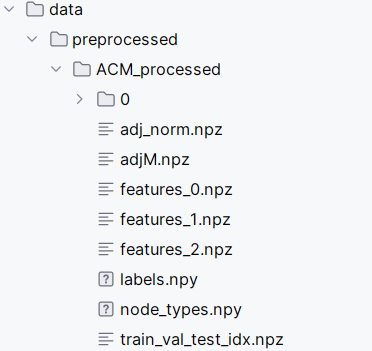 data
preprocessed
ACM_processed
0
adj_norm.npz
adjM.npz
features_0.npz
features_1.npz
features_2.npz
labels.npy
node_types.npy
train_val_test_idx.npz